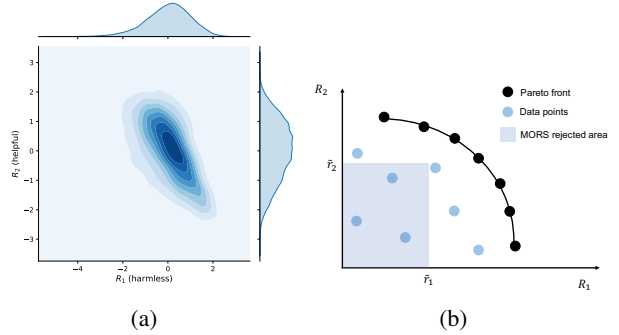 3
2
1
0
−1
−2
−3
R₂ (helpful)
−4
−2
0
2
R₁ (harmless)
(a)
R₂
Pareto front
Data points
MORS rejected area
r̃₂
r̃₁
R₁
(b)